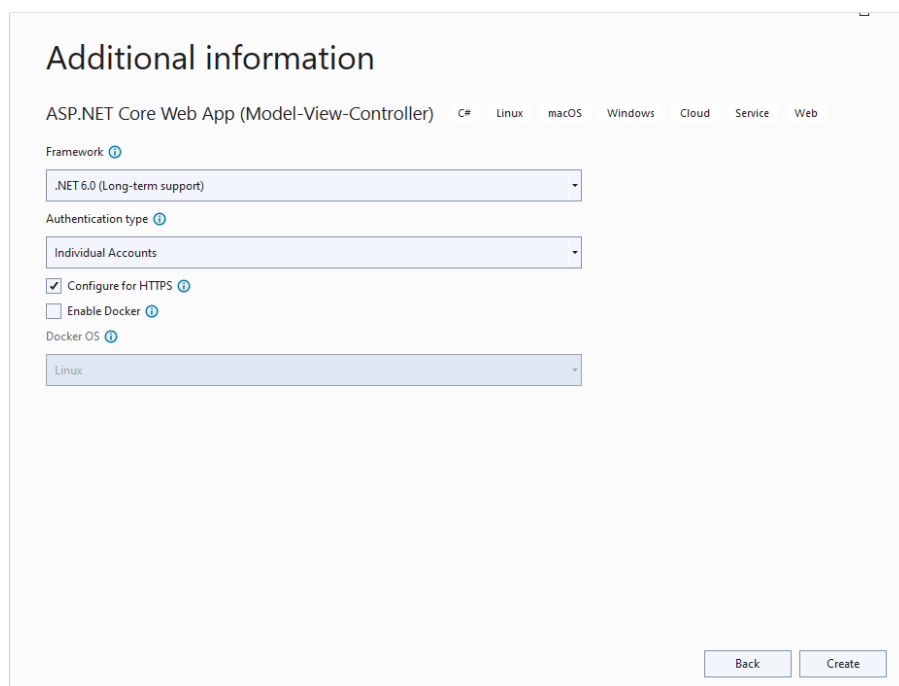 Additional information
ASP.NET Core Web App (Model-View-Controller) C# Linux macOS Windows Cloud Service Web
Framework
.NET 6.0 (Long-term support)
Authentication type
Individual Accounts
Configure for HTTPS
Enable Docker
Docker OS
Linux
Back Create